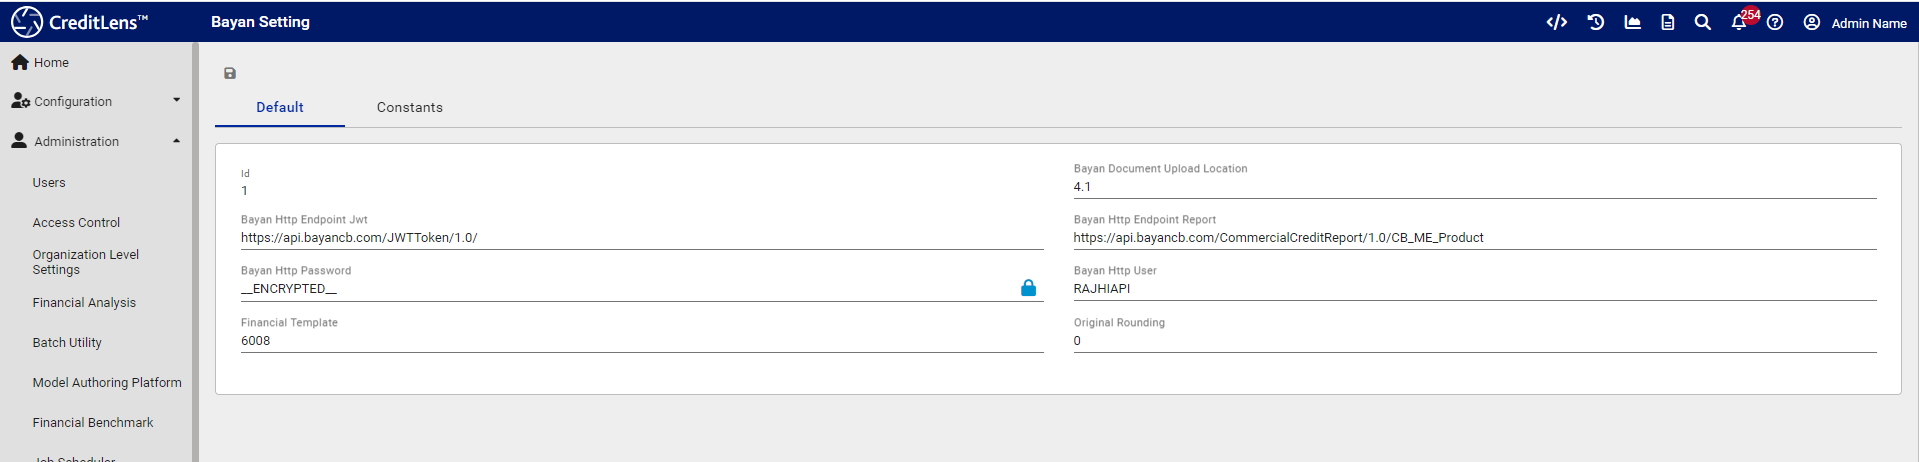 CreditLens™
Bayan Setting
254
Admin Name
Home
Configuration
Administration
Users
Access Control
Organization Level
Settings
Financial Analysis
Batch Utility
Model Authoring Platform
Financial Benchmark
Job Scheduler
Default
Constants
Id
1
Bayan Document Upload Location
4.1
Bayan Http Endpoint Jwt
https://api.bayancb.com/JWTToken/1.0/
Bayan Http Endpoint Report
https://api.bayancb.com/CommercialCreditReport/1.0/CB_ME_Product
Bayan Http Password
__ENCRYPTED__
Bayan Http User
RAJHIAPI
Financial Template
6008
Original Rounding
0